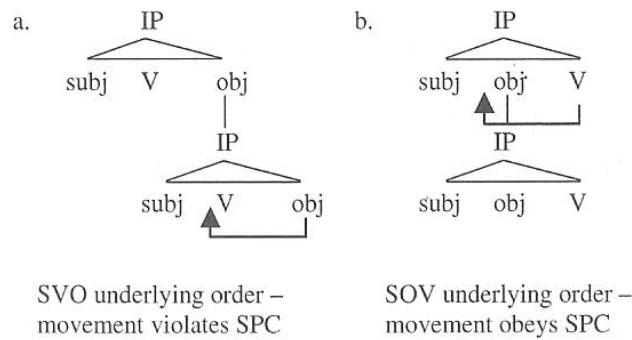 a.
IP
subj V obj
IP
subj V obj
SVO underlying order –
movement violates SPC
b.
IP
subj obj V
IP
subj obj V
SOV underlying order –
movement obeys SPC